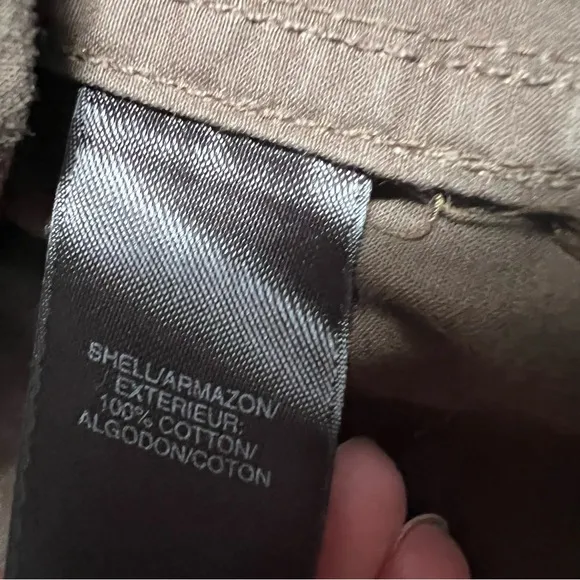 SHELL/ARMAZON/
EXTERIEUR:
100% COTTON/
ALGODON/COTON